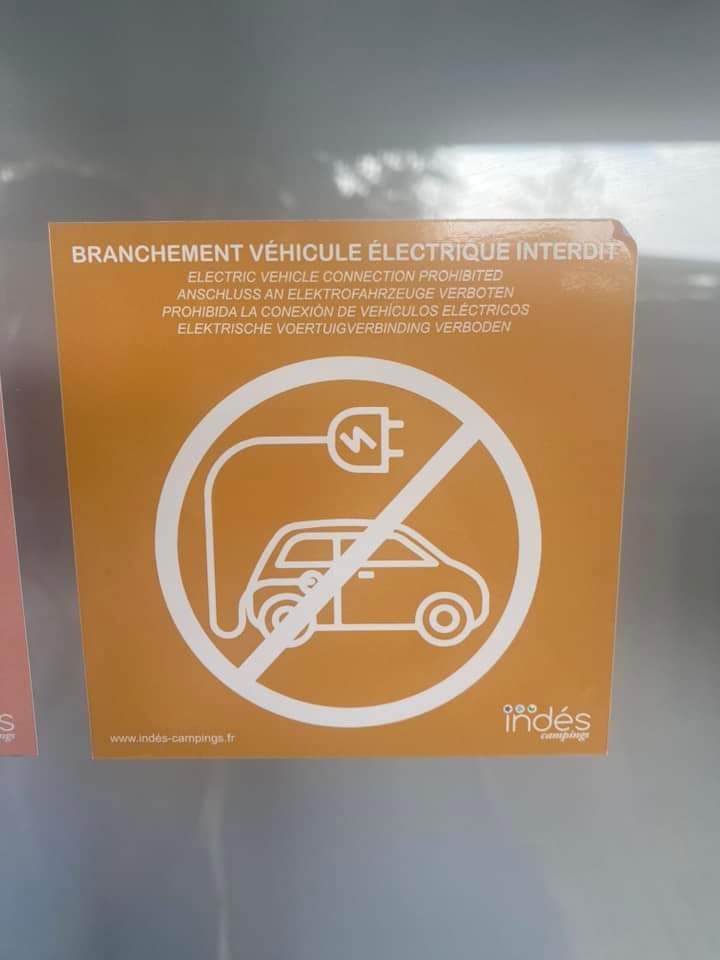 BRANCHEMENT VÉHICULE ÉLECTRIQUE INTERDIT
ELECTRIC VEHICLE CONNECTION PROHIBITED
ANSCHLUSS AN ELEKTROFAHRZEUGE VERBOTEN
PROHIBIDA LA CONEXIÓN DE VEHÍCULOS ELÉCTRICOS
ELEKTRISCHE VOERTUIGVERBINDING VERBODEN
www.indés-campings.fr
indés
campings